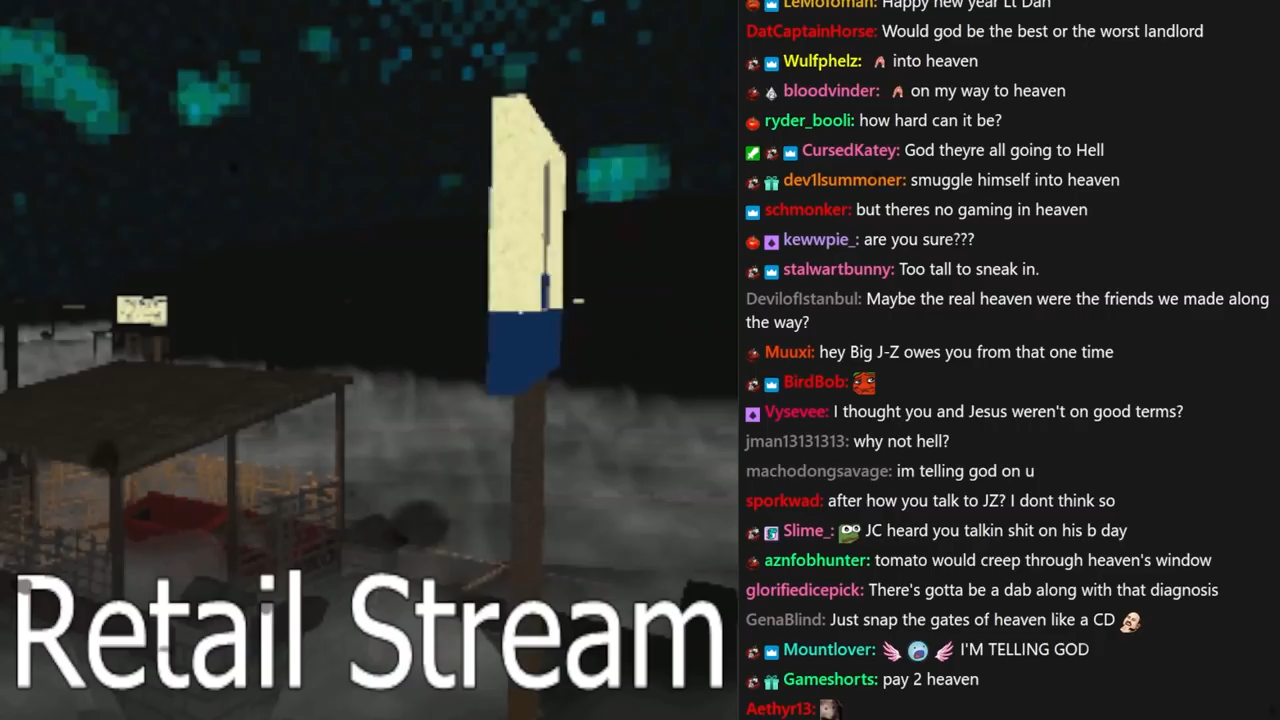 LeMotoman: Happy new year Lt Dan
DatCaptainHorse: Would god be the best or the worst landlord
Wulfphelz: into heaven
bloodvinder: on my way to heaven
ryder_booli: how hard can it be?
CursedKatey: God theyre all going to Hell
dev1lsummoner: smuggle himself into heaven
schmonker: but theres no gaming in heaven
kewwpie_: are you sure???
stalwartbunny: Too tall to sneak in.
DevilofIstanbul: Maybe the real heaven were the friends we made along
the way?
Muuxi: hey Big J-Z owes you from that one time
BirdBob:
Vysevee: I thought you and Jesus weren't on good terms?
jman13131313: why not hell?
machodongsavage: im telling god on u
sporkwad: after how you talk to JZ? I dont think so
Slime_: JC heard you talkin shit on his b day
aznfobhunter: tomato would creep through heaven's window
glorifiedicepick: There's gotta be a dab along with that diagnosis
GenaBlind: Just snap the gates of heaven like a CD
Mountlover: I'M TELLING GOD
Gameshorts: pay 2 heaven
Aethyr13:
Retail Stream